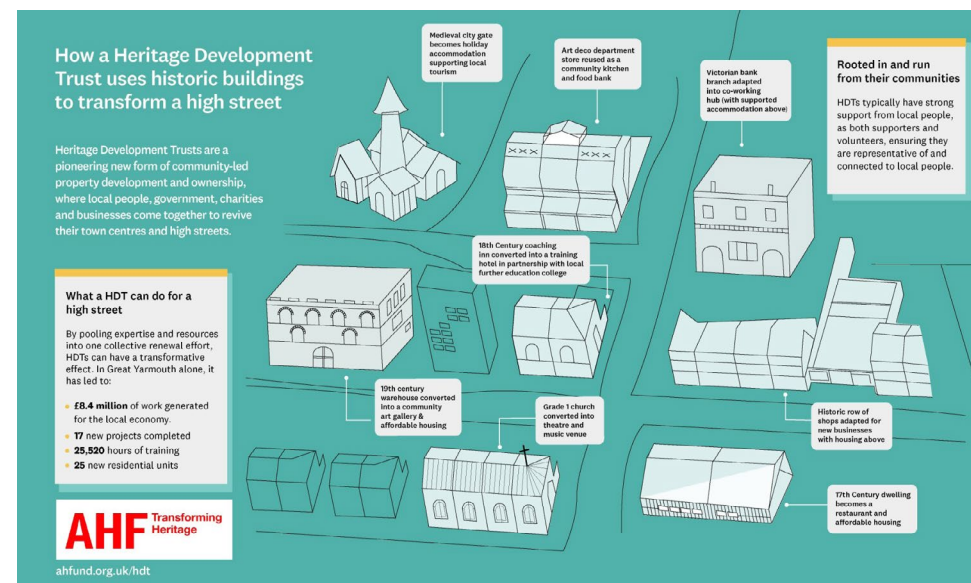 How a Heritage Development
Trust uses historic buildings
to transform a high street
Heritage Development Trusts are a
pioneering new form of community-led
property development and ownership,
where local people, government, charities
and businesses come together to revive
their town centres and high streets.
What a HDT can do for a
high street
By pooling expertise and resources
into one collective renewal effort,
HDTs can have a transformative
effect. In Great Yarmouth alone, it
has led to:
£8.4 million of work generated
for the local economy.
17 new projects completed
25,520 hours of training
25 new residential units
AHF Transforming
Heritage
ahfund.org.uk/hdt
Medieval city gate
becomes holiday
accommodation
supporting local
tourism
Art deco department
store reused as a
community kitchen
and food bank
Victorian bank
branch adapted
into co-working
hub (with supported
accommodation above)
Rooted in and run
from their communities
HDTs typically have strong
support from local people,
as both supporters and
volunteers, ensuring they
are representative of and
connected to local people.
18th Century coaching
inn converted into a training
hotel in partnership with local
further education college
19th century
warehouse converted
into a community
art gallery &
affordable housing
Grade 1 church
converted into
theatre and
music venue
Historic row of
shops adapted for
new businesses
with housing above
17th Century dwelling
becomes a
restaurant and
affordable housing